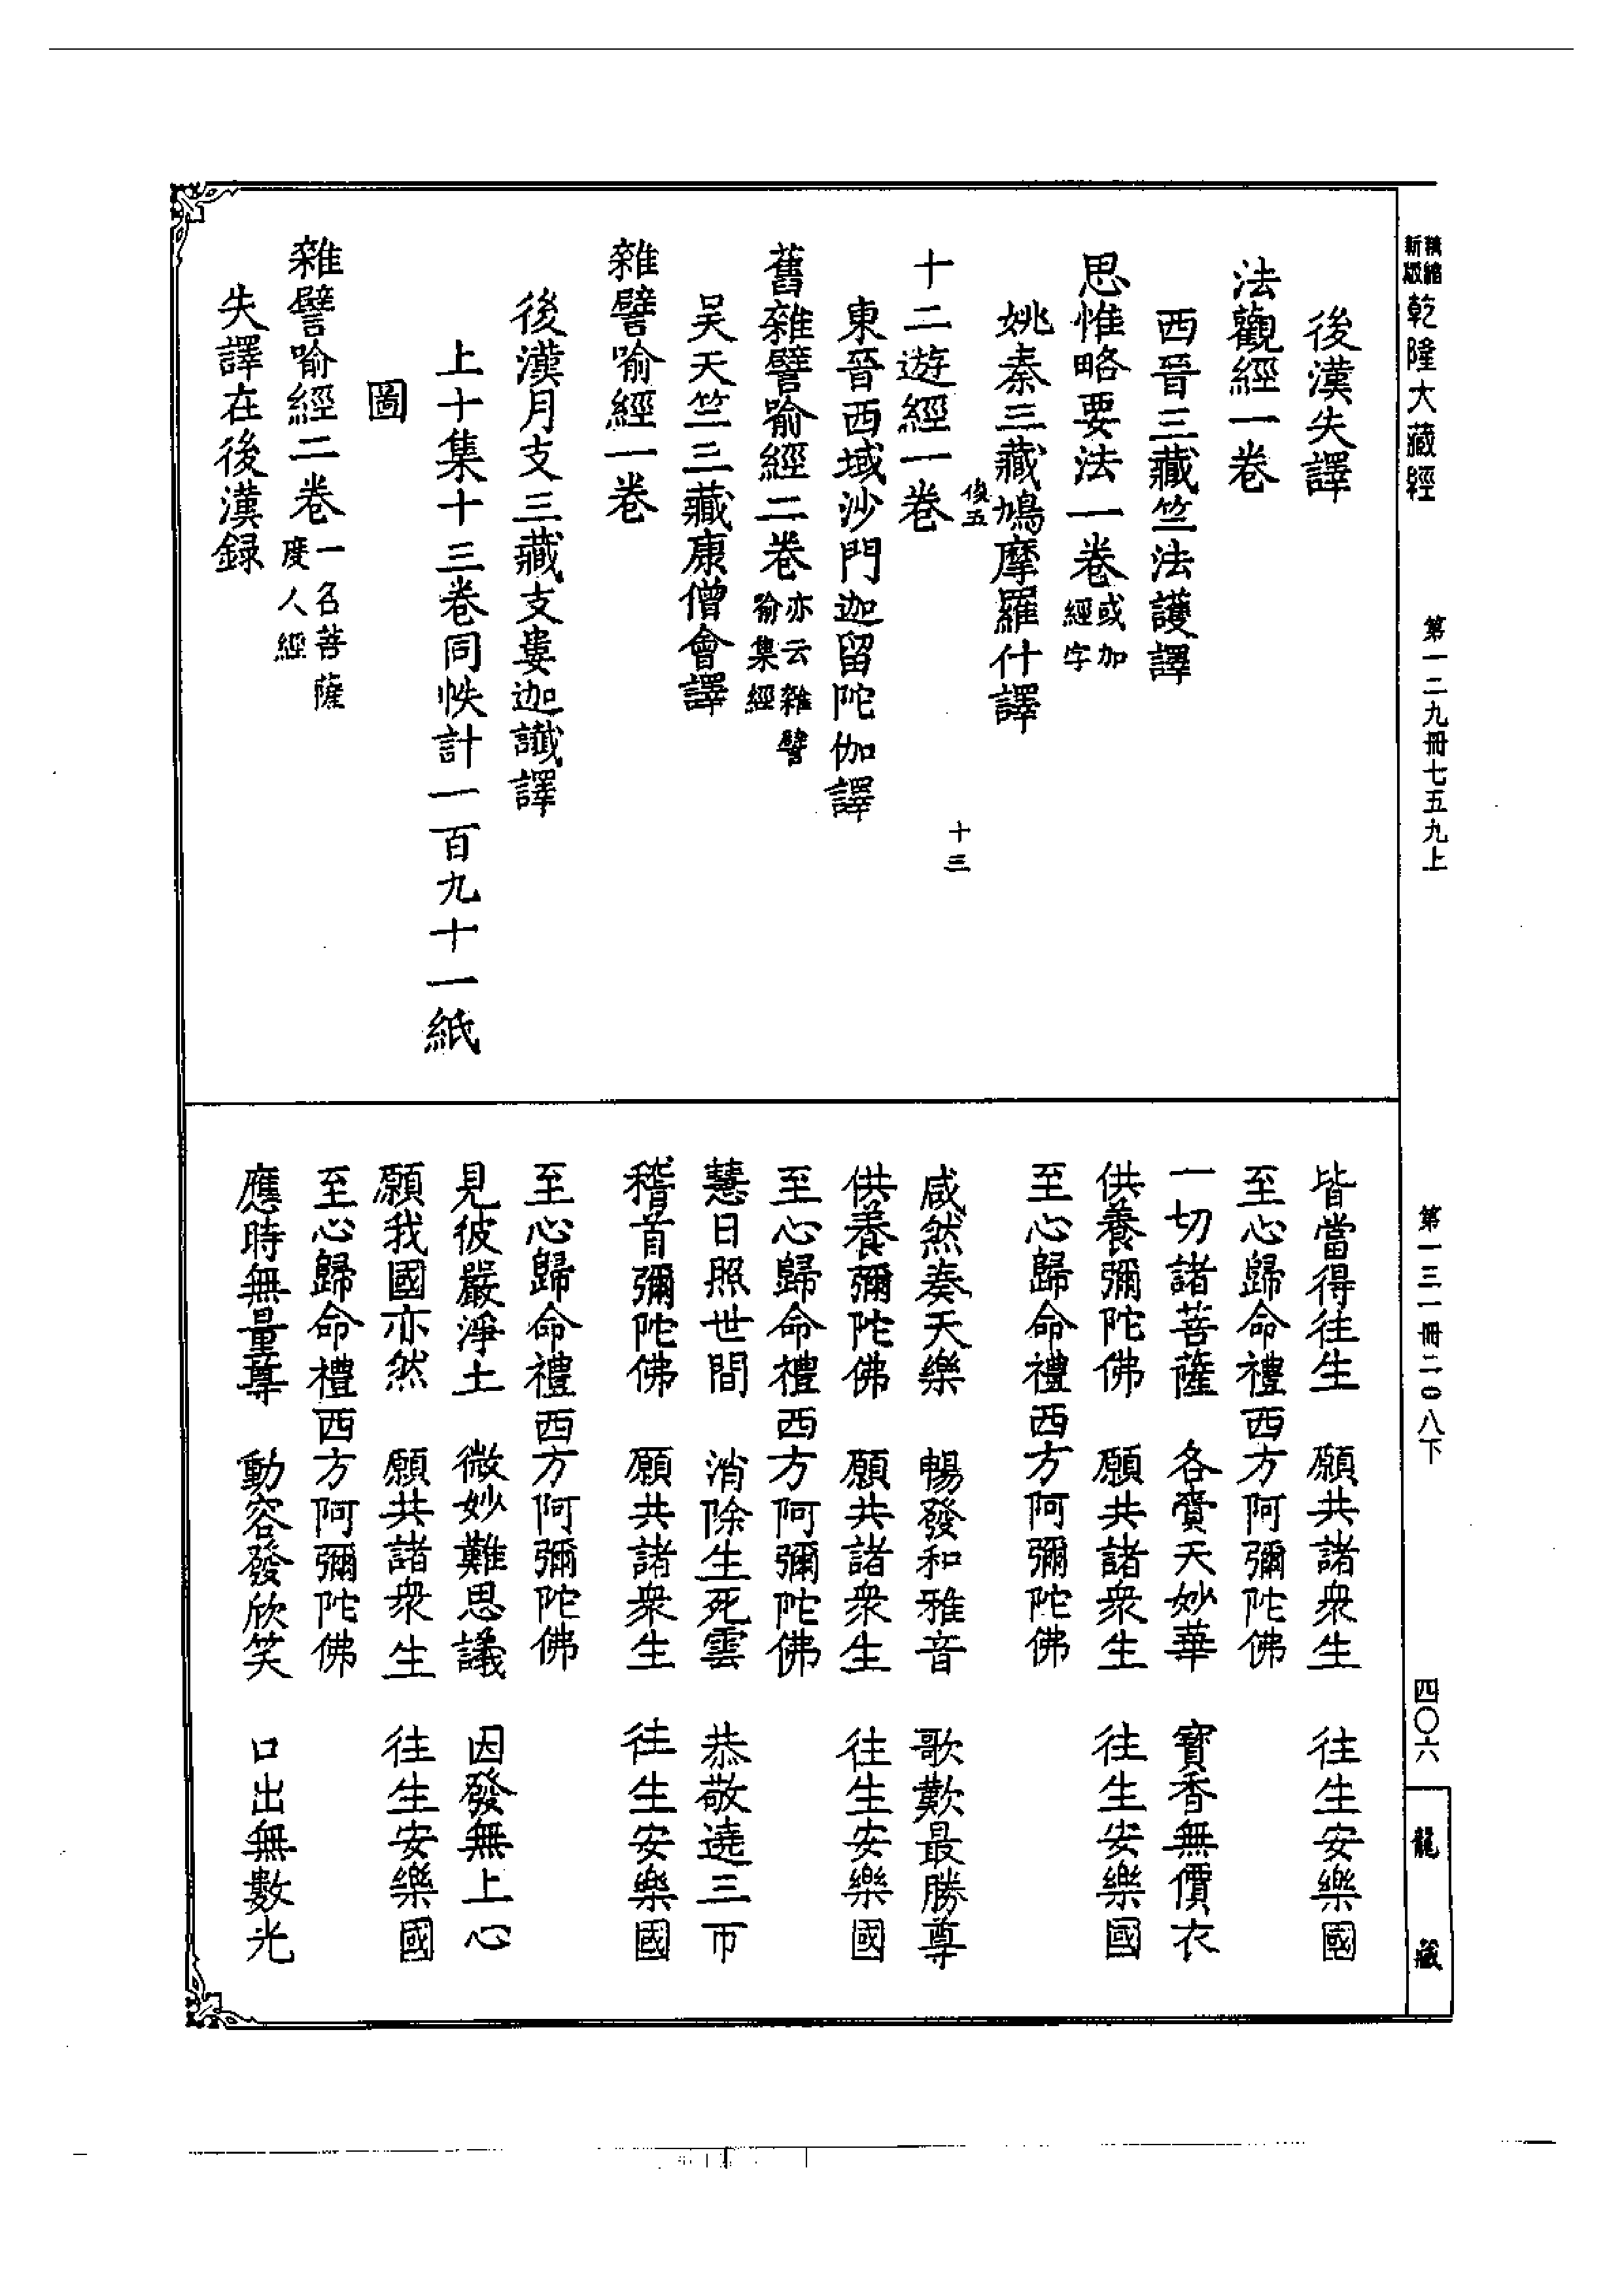 新縮精縮乾隆大藏經
第一二九冊七五九上
第一三一冊二〇八下
四〇六
龍藏
後漢失譯
法觀經一卷
西晉三藏竺法護譯
思惟略要法一卷或加經字
姚秦三藏鳩摩羅什譯
俊五
十三
十二遊經一卷
東晉西域沙門迦留陀伽譯
舊雜譬喻經二卷亦云雜譬喻集經
吴天竺三藏康僧會譯
雜譬喻經一卷
後漢月支三藏支婁迦讖譯
上十集十三卷同帙計一百九十一紙
圖
雜譬喻經二卷一名菩薩度人經
失譯在後漢録
皆當得往生 願共諸衆生 往生安樂國
至心歸命禮西方阿彌陀佛
一切諸菩薩 各賫天妙華 寶香無價衣
供養彌陀佛 願共諸衆生 往生安樂國
至心歸命禮西方阿彌陀佛
咸然奏天樂 暢發和雅音 歌歎最勝尊
供養彌陀佛 願共諸衆生 往生安樂國
至心歸命禮西方阿彌陀佛
慧日照世間 消除生死雲 恭敬遶三帀
稽首彌陀佛 願共諸衆生 往生安樂國
至心歸命禮西方阿彌陀佛
見彼嚴淨土 微妙難思議 因發無上心
願我國亦然 願共諸衆生 往生安樂國
至心歸命禮西方阿彌陀佛
應時無量尊 動容發欣笑 口出無數光